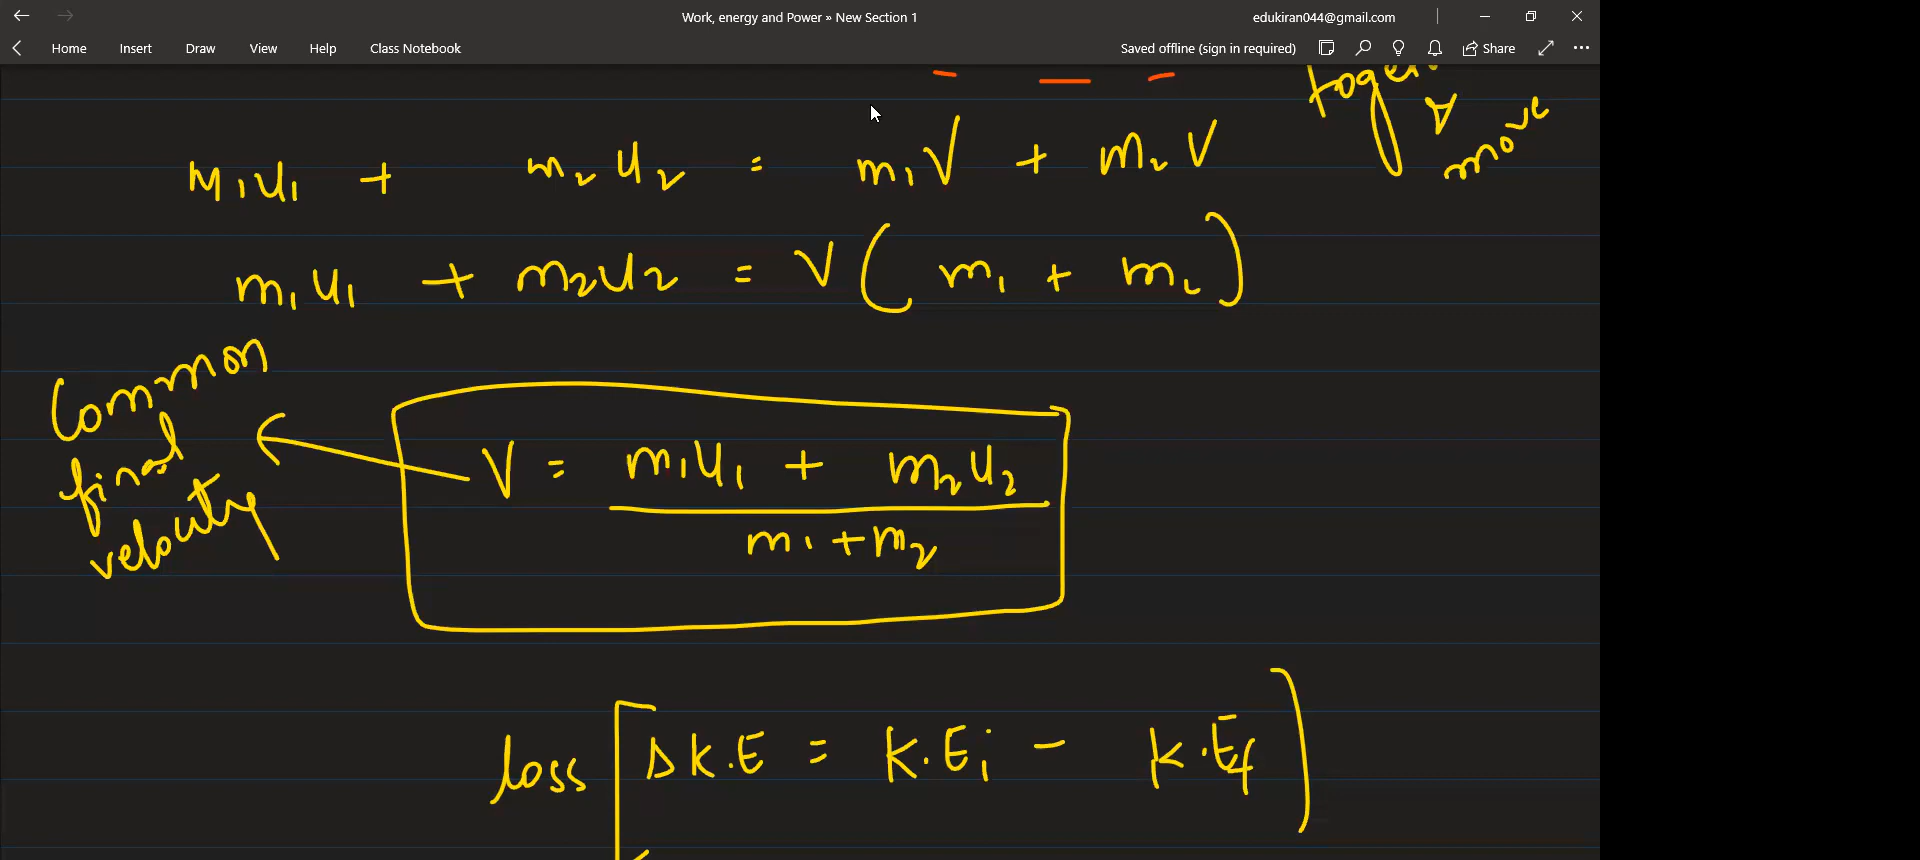 Work, energy and Power » New Section 1
edukiran044@gmail.com
Home Insert Draw View Help Class Notebook
Saved offline (sign in required) Share
move
m₁u₁ + m₂u₂ = m₁V + m₂V
m₁u₁ + m₂u₂ = V(m₁ + m₂)
Common
final
velocity
V = m₁u₁ + m₂u₂
m₁+m₂
loss [ΔK.E = K.Eᵢ − K.E_f)